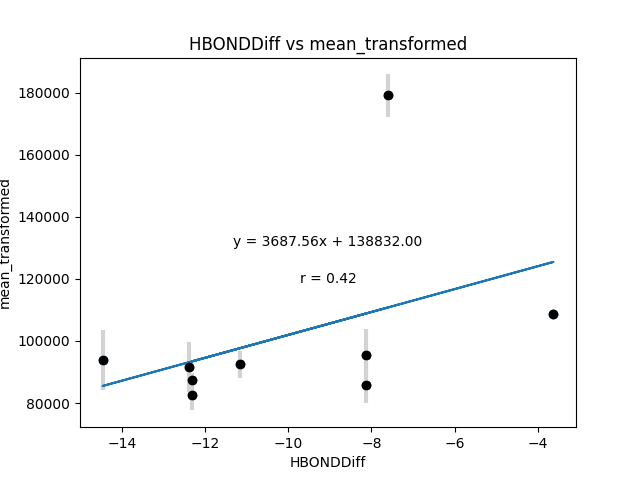 HBONDDiff vs mean_transformed
180000
160000
140000
120000
100000
80000
mean_transformed
y = 3687.56x + 138832.00
r = 0.42
−14
−12
−10
−8
−6
−4
HBONDDiff